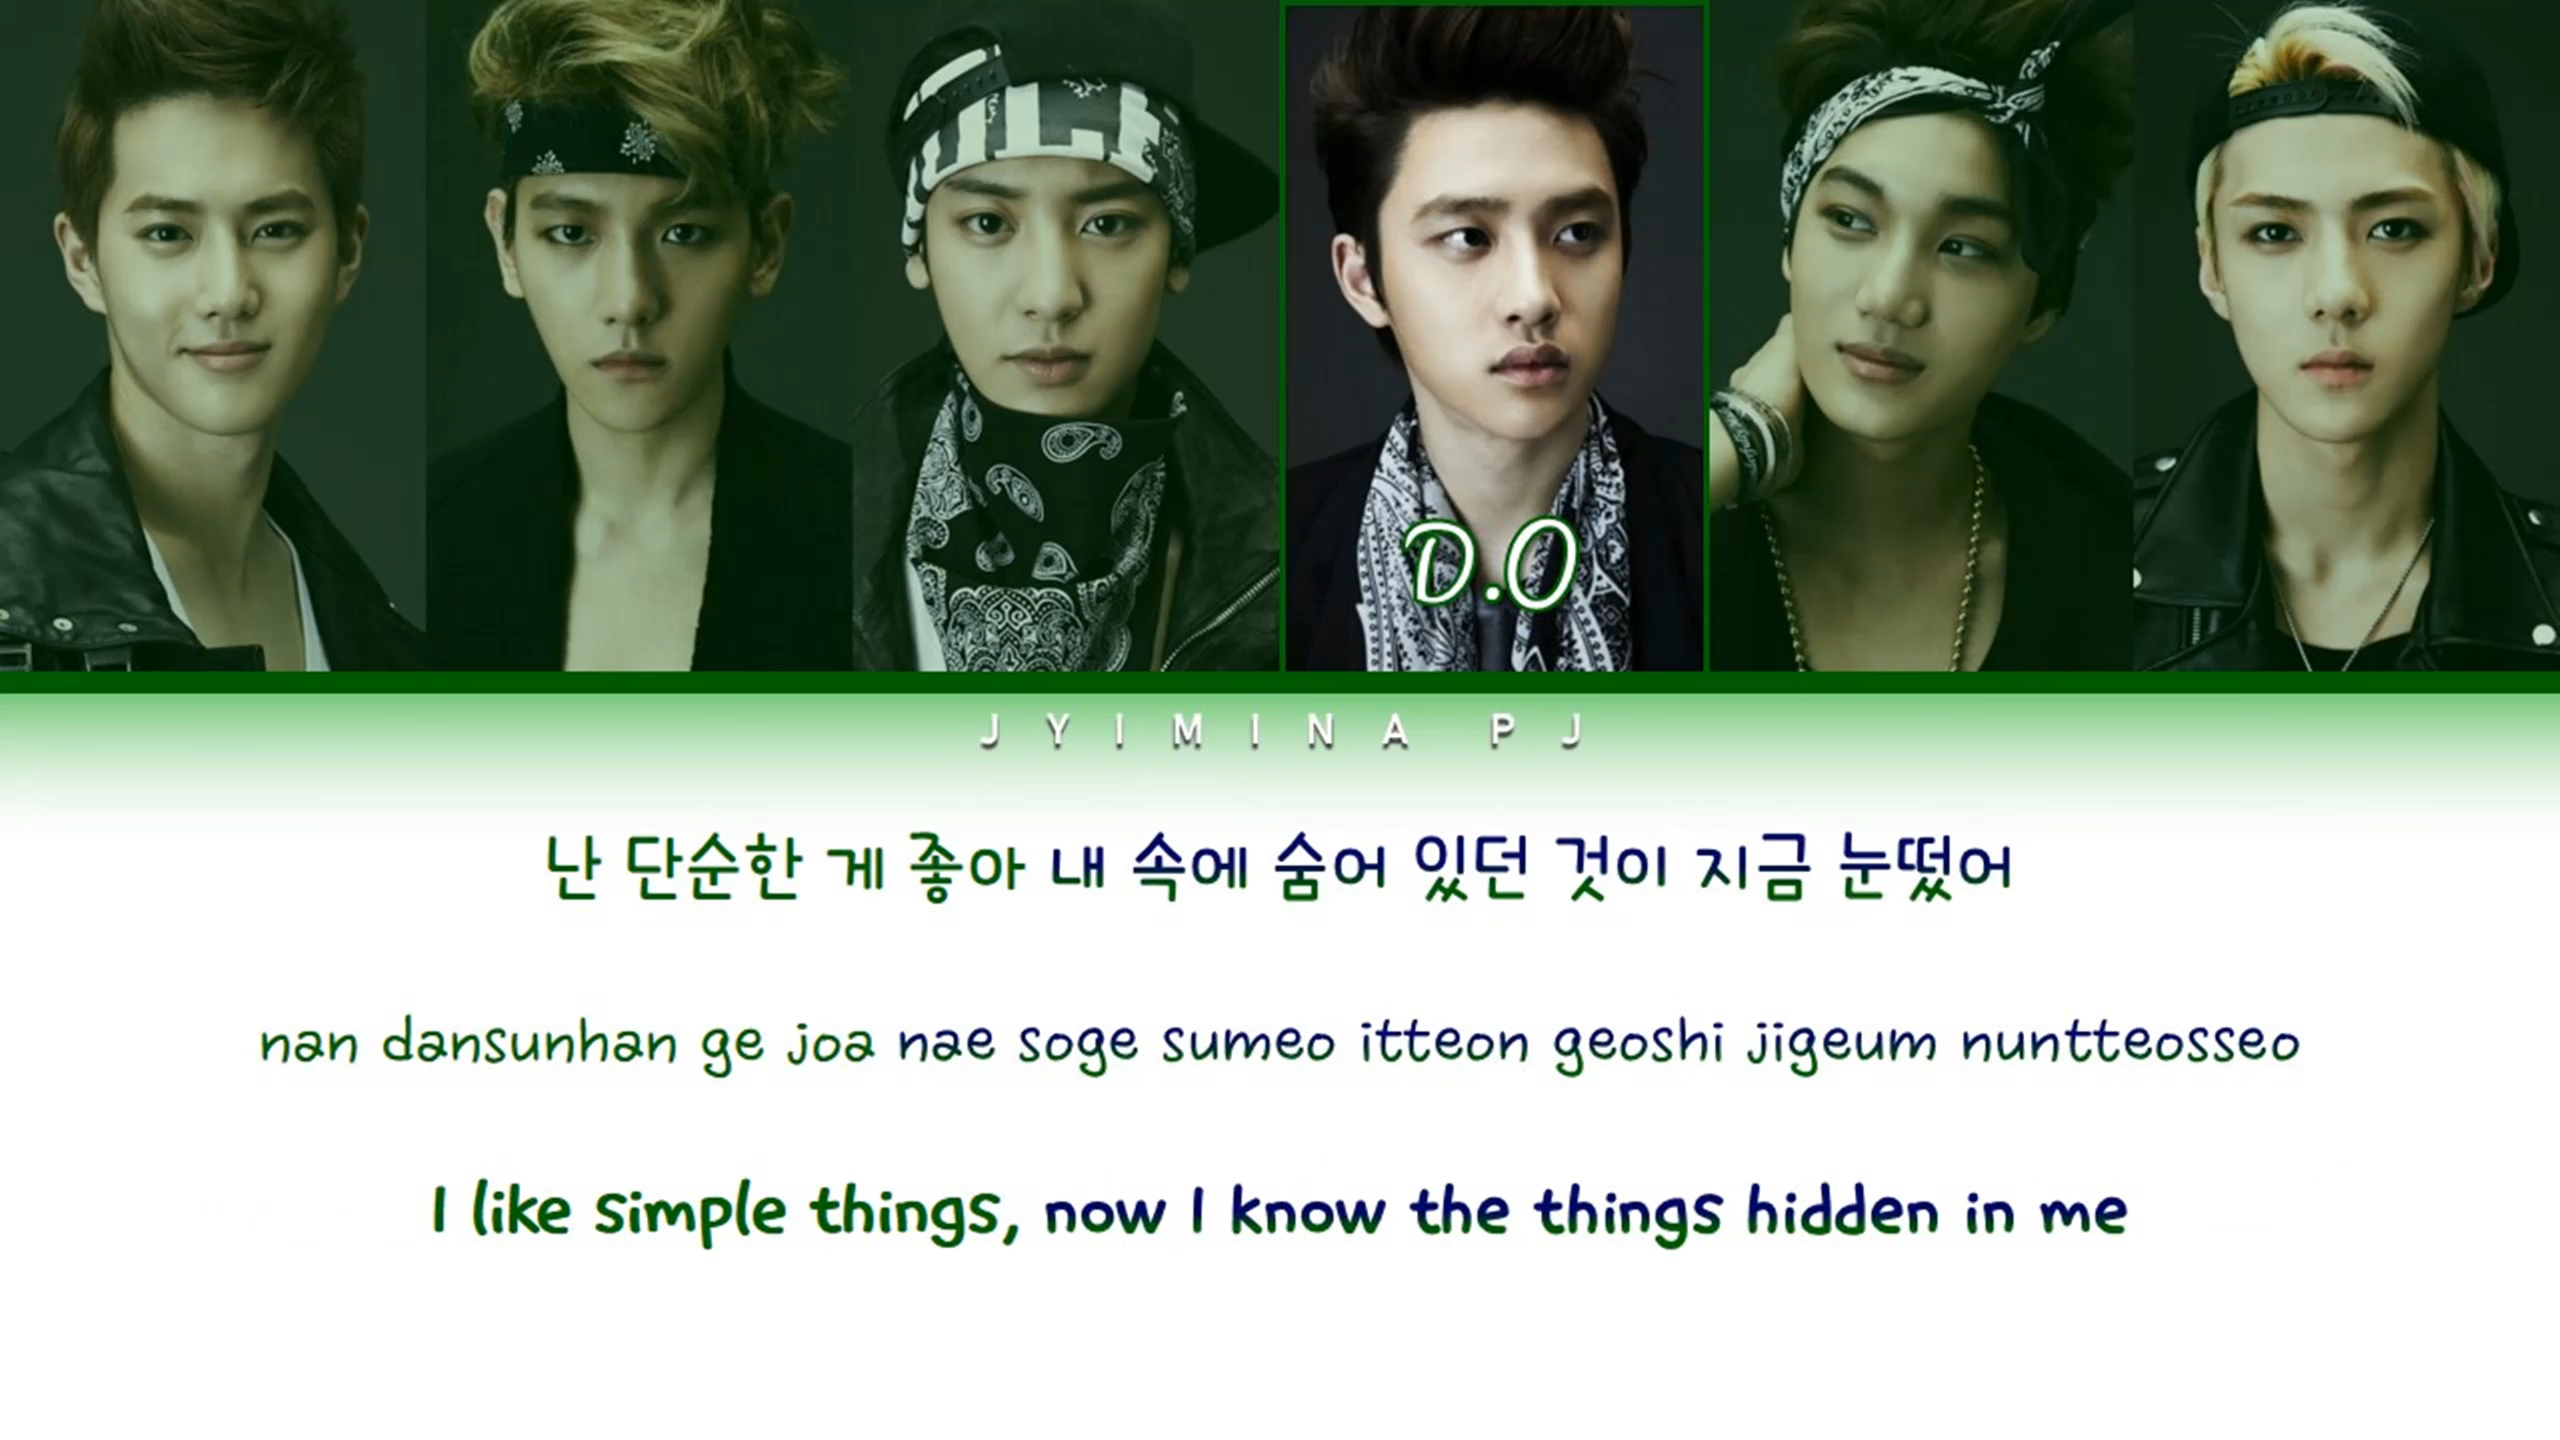 D.O
JYIMINA PJ
난 단순한 게 좋아 내 속에 숨어 있던 것이 지금 눈떴어
nan dansunhan ge joa nae soge sumeo itteon geoshi jigeum nuntteosseo
I like simple things, now I know the things hidden in me